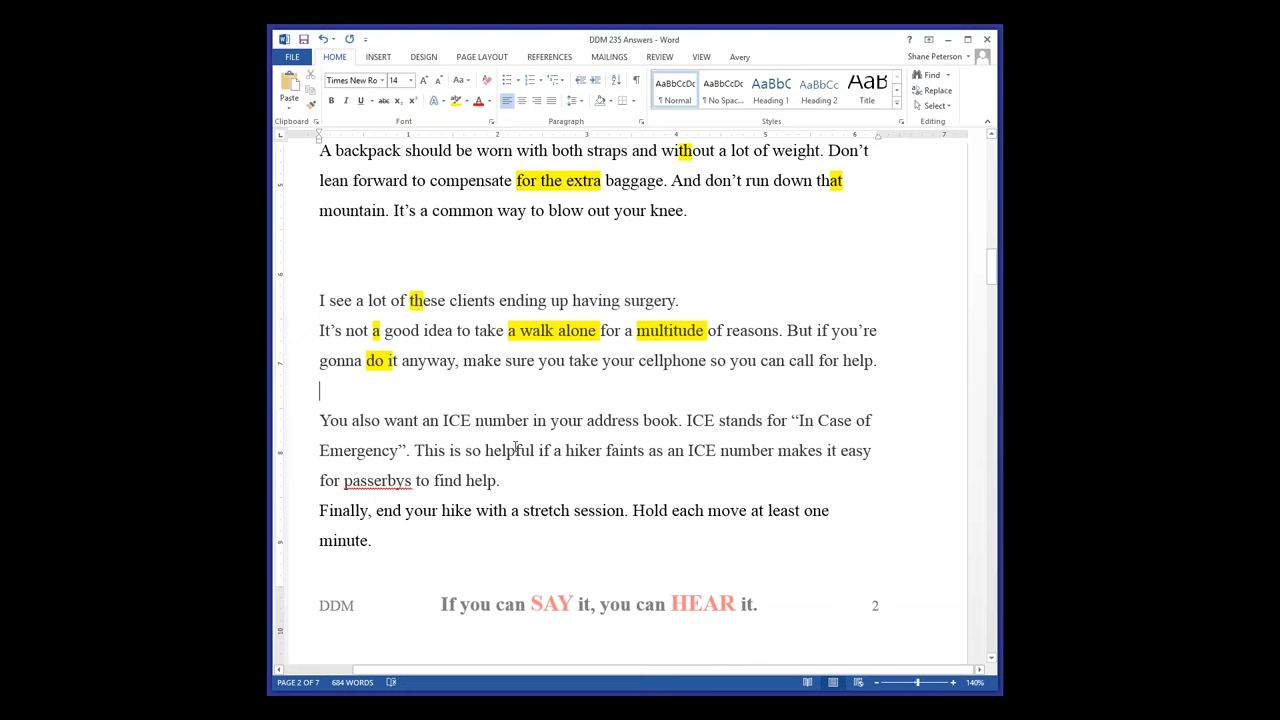 DDM 235 Answers - Word
FILE HOME INSERT DESIGN PAGE LAYOUT REFERENCES MAILINGS REVIEW VIEW Avery Shane Peterson
Times New Ro 14
Paste
AaBbCcDc AaBbCcDc AaBbC AaBbCc AaB
¶ Normal ¶ No Spac... Heading 1 Heading 2 Title
Find
Replace
Select
Clipboard Font Paragraph Styles Editing
1 2 3 4 5 6 7
A backpack should be worn with both straps and without a lot of weight. Don’t
lean forward to compensate for the extra baggage. And don’t run down that
mountain. It’s a common way to blow out your knee.
I see a lot of these clients ending up having surgery.
It’s not a good idea to take a walk alone for a multitude of reasons. But if you’re
gonna do it anyway, make sure you take your cellphone so you can call for help.
You also want an ICE number in your address book. ICE stands for “In Case of
Emergency”. This is so helpful if a hiker faints as an ICE number makes it easy
for passerbys to find help.
Finally, end your hike with a stretch session. Hold each move at least one
minute.
DDM If you can SAY it, you can HEAR it. 2
PAGE 2 OF 7 684 WORDS 140%